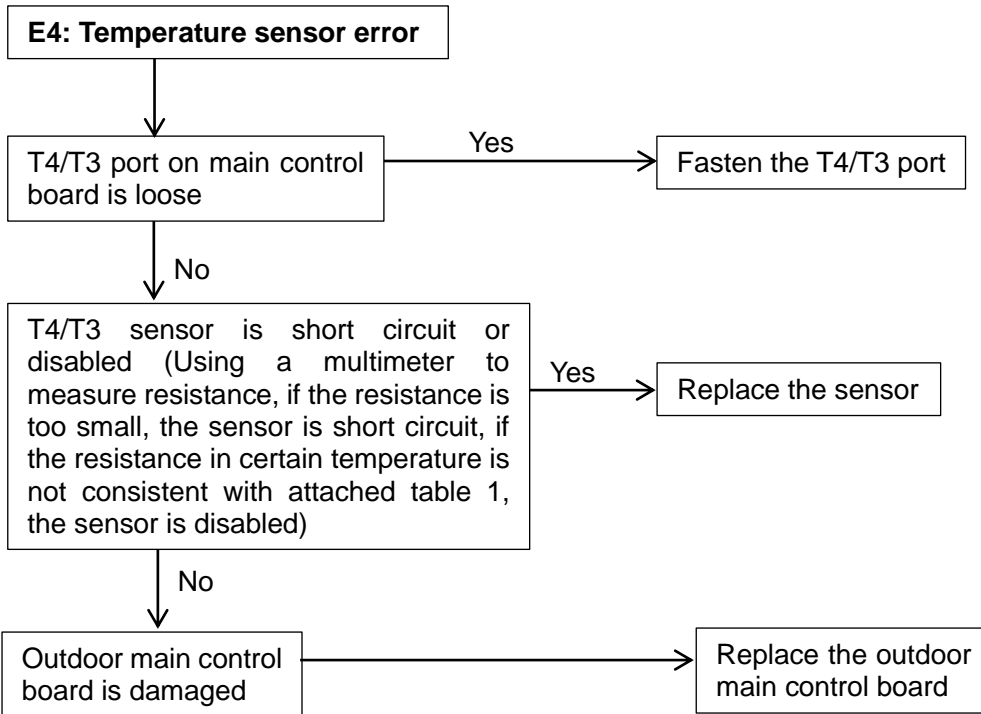 E4: Temperature sensor error
T4/T3 port on main control
board is loose
Yes
Fasten the T4/T3 port
No
T4/T3 sensor is short circuit or
disabled (Using a multimeter to
measure resistance, if the resistance is
too small, the sensor is short circuit, if
the resistance in certain temperature is
not consistent with attached table 1,
the sensor is disabled)
Yes
Replace the sensor
No
Outdoor main control
board is damaged
Replace the outdoor
main control board